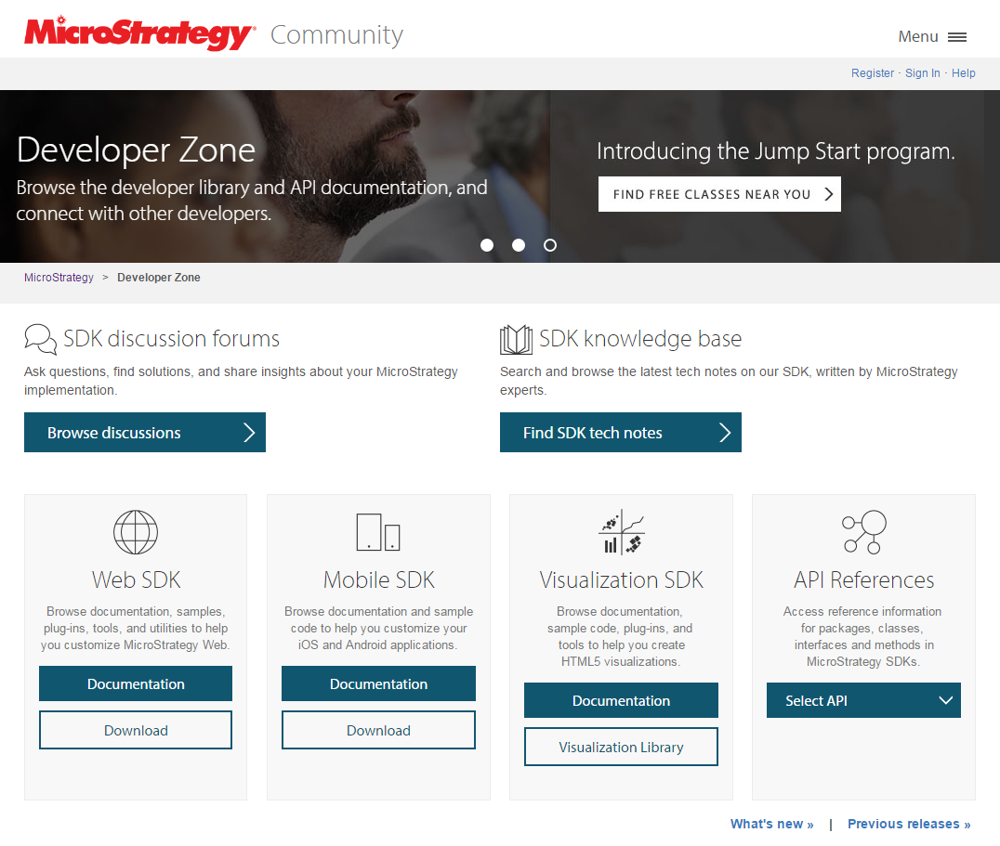 MicroStrategy Community
Menu
Register · Sign In · Help
Developer Zone
Browse the developer library and API documentation, and
connect with other developers.
Introducing the Jump Start program.
FIND FREE CLASSES NEAR YOU
MicroStrategy > Developer Zone
SDK discussion forums
Ask questions, find solutions, and share insights about your MicroStrategy
implementation.
Browse discussions
SDK knowledge base
Search and browse the latest tech notes on our SDK, written by MicroStrategy
experts.
Find SDK tech notes
Web SDK
Browse documentation, samples,
plug-ins, tools, and utilities to help
you customize MicroStrategy Web.
Documentation
Download
Mobile SDK
Browse documentation and sample
code to help you customize your
iOS and Android applications.
Documentation
Download
Visualization SDK
Browse documentation,
sample code, plug-ins, and
tools to help you create
HTML5 visualizations.
Documentation
Visualization Library
API References
Access reference information
for packages, classes,
interfaces and methods in
MicroStrategy SDKs.
Select API
What's new » | Previous releases »